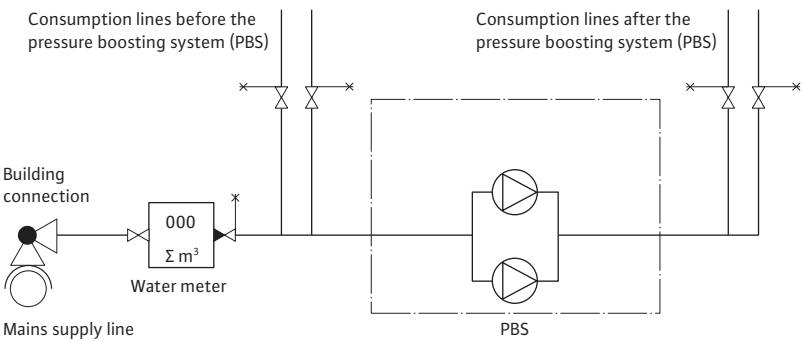 Consumption lines before the
pressure boosting system (PBS)
Consumption lines after the
pressure boosting system (PBS)
Building
connection
000
Σ m³
Water meter
Mains supply line
PBS